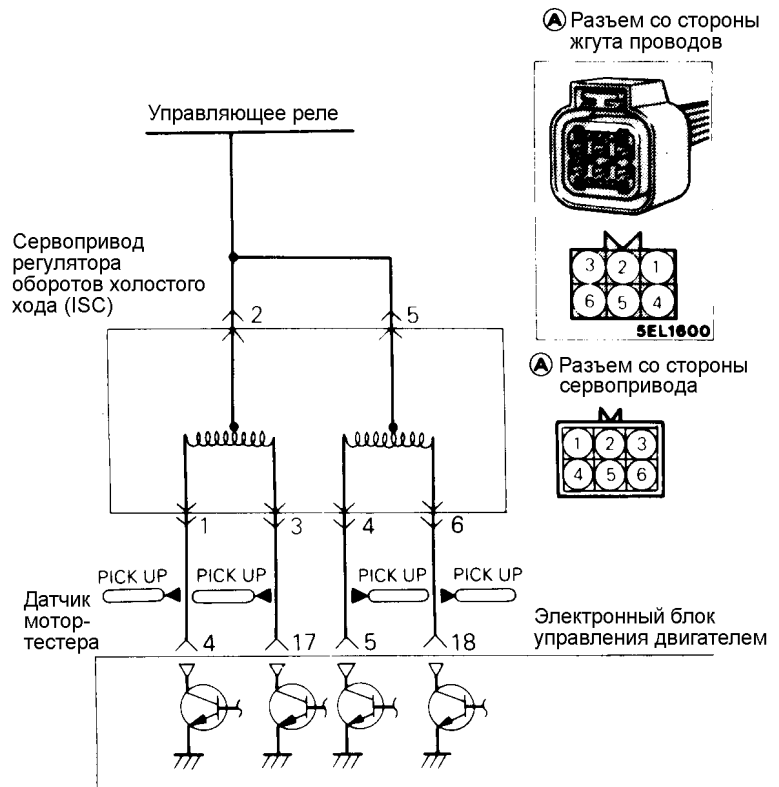 Ⓐ Разъем со стороны
жгута проводов
Управляющее реле
Сервопривод
регулятора
оборотов холостого
хода (ISC)
3 2 1
6 5 4
5EL1600
2 5
Ⓐ Разъем со стороны
сервопривода
1 2 3
4 5 6
1 3 4 6
PICK UP PICK UP PICK UP PICK UP
Датчик
мотор-
тестера
Электронный блок
управления двигателем
4 17 5 18